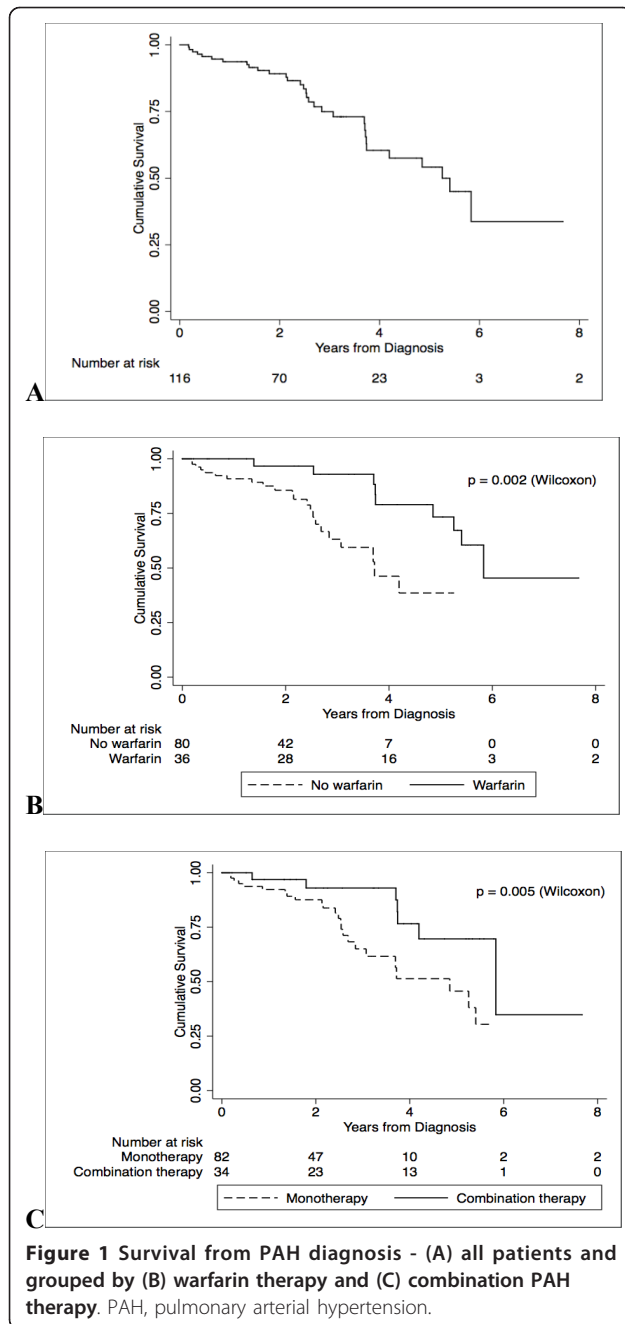 1.00
0.75
0.50
0.25
0.00
Cumulative Survival
0 2 4 6 8
Years from Diagnosis
Number at risk
116 70 23 3 2
A
1.00
0.75
0.50
0.25
0.00
Cumulative Survival
p = 0.002 (Wilcoxon)
0 2 4 6 8
Years from Diagnosis
Number at risk
No warfarin 80 42 7 0 0
Warfarin 36 28 16 3 2
No warfarin Warfarin
B
1.00
0.75
0.50
0.25
0.00
Cumulative Survival
p = 0.005 (Wilcoxon)
0 2 4 6 8
Years from Diagnosis
Number at risk
Monotherapy 82 47 10 2 2
Combination therapy 34 23 13 1 0
Monotherapy Combination therapy
C
Figure 1 Survival from PAH diagnosis - (A) all patients and
grouped by (B) warfarin therapy and (C) combination PAH
therapy. PAH, pulmonary arterial hypertension.